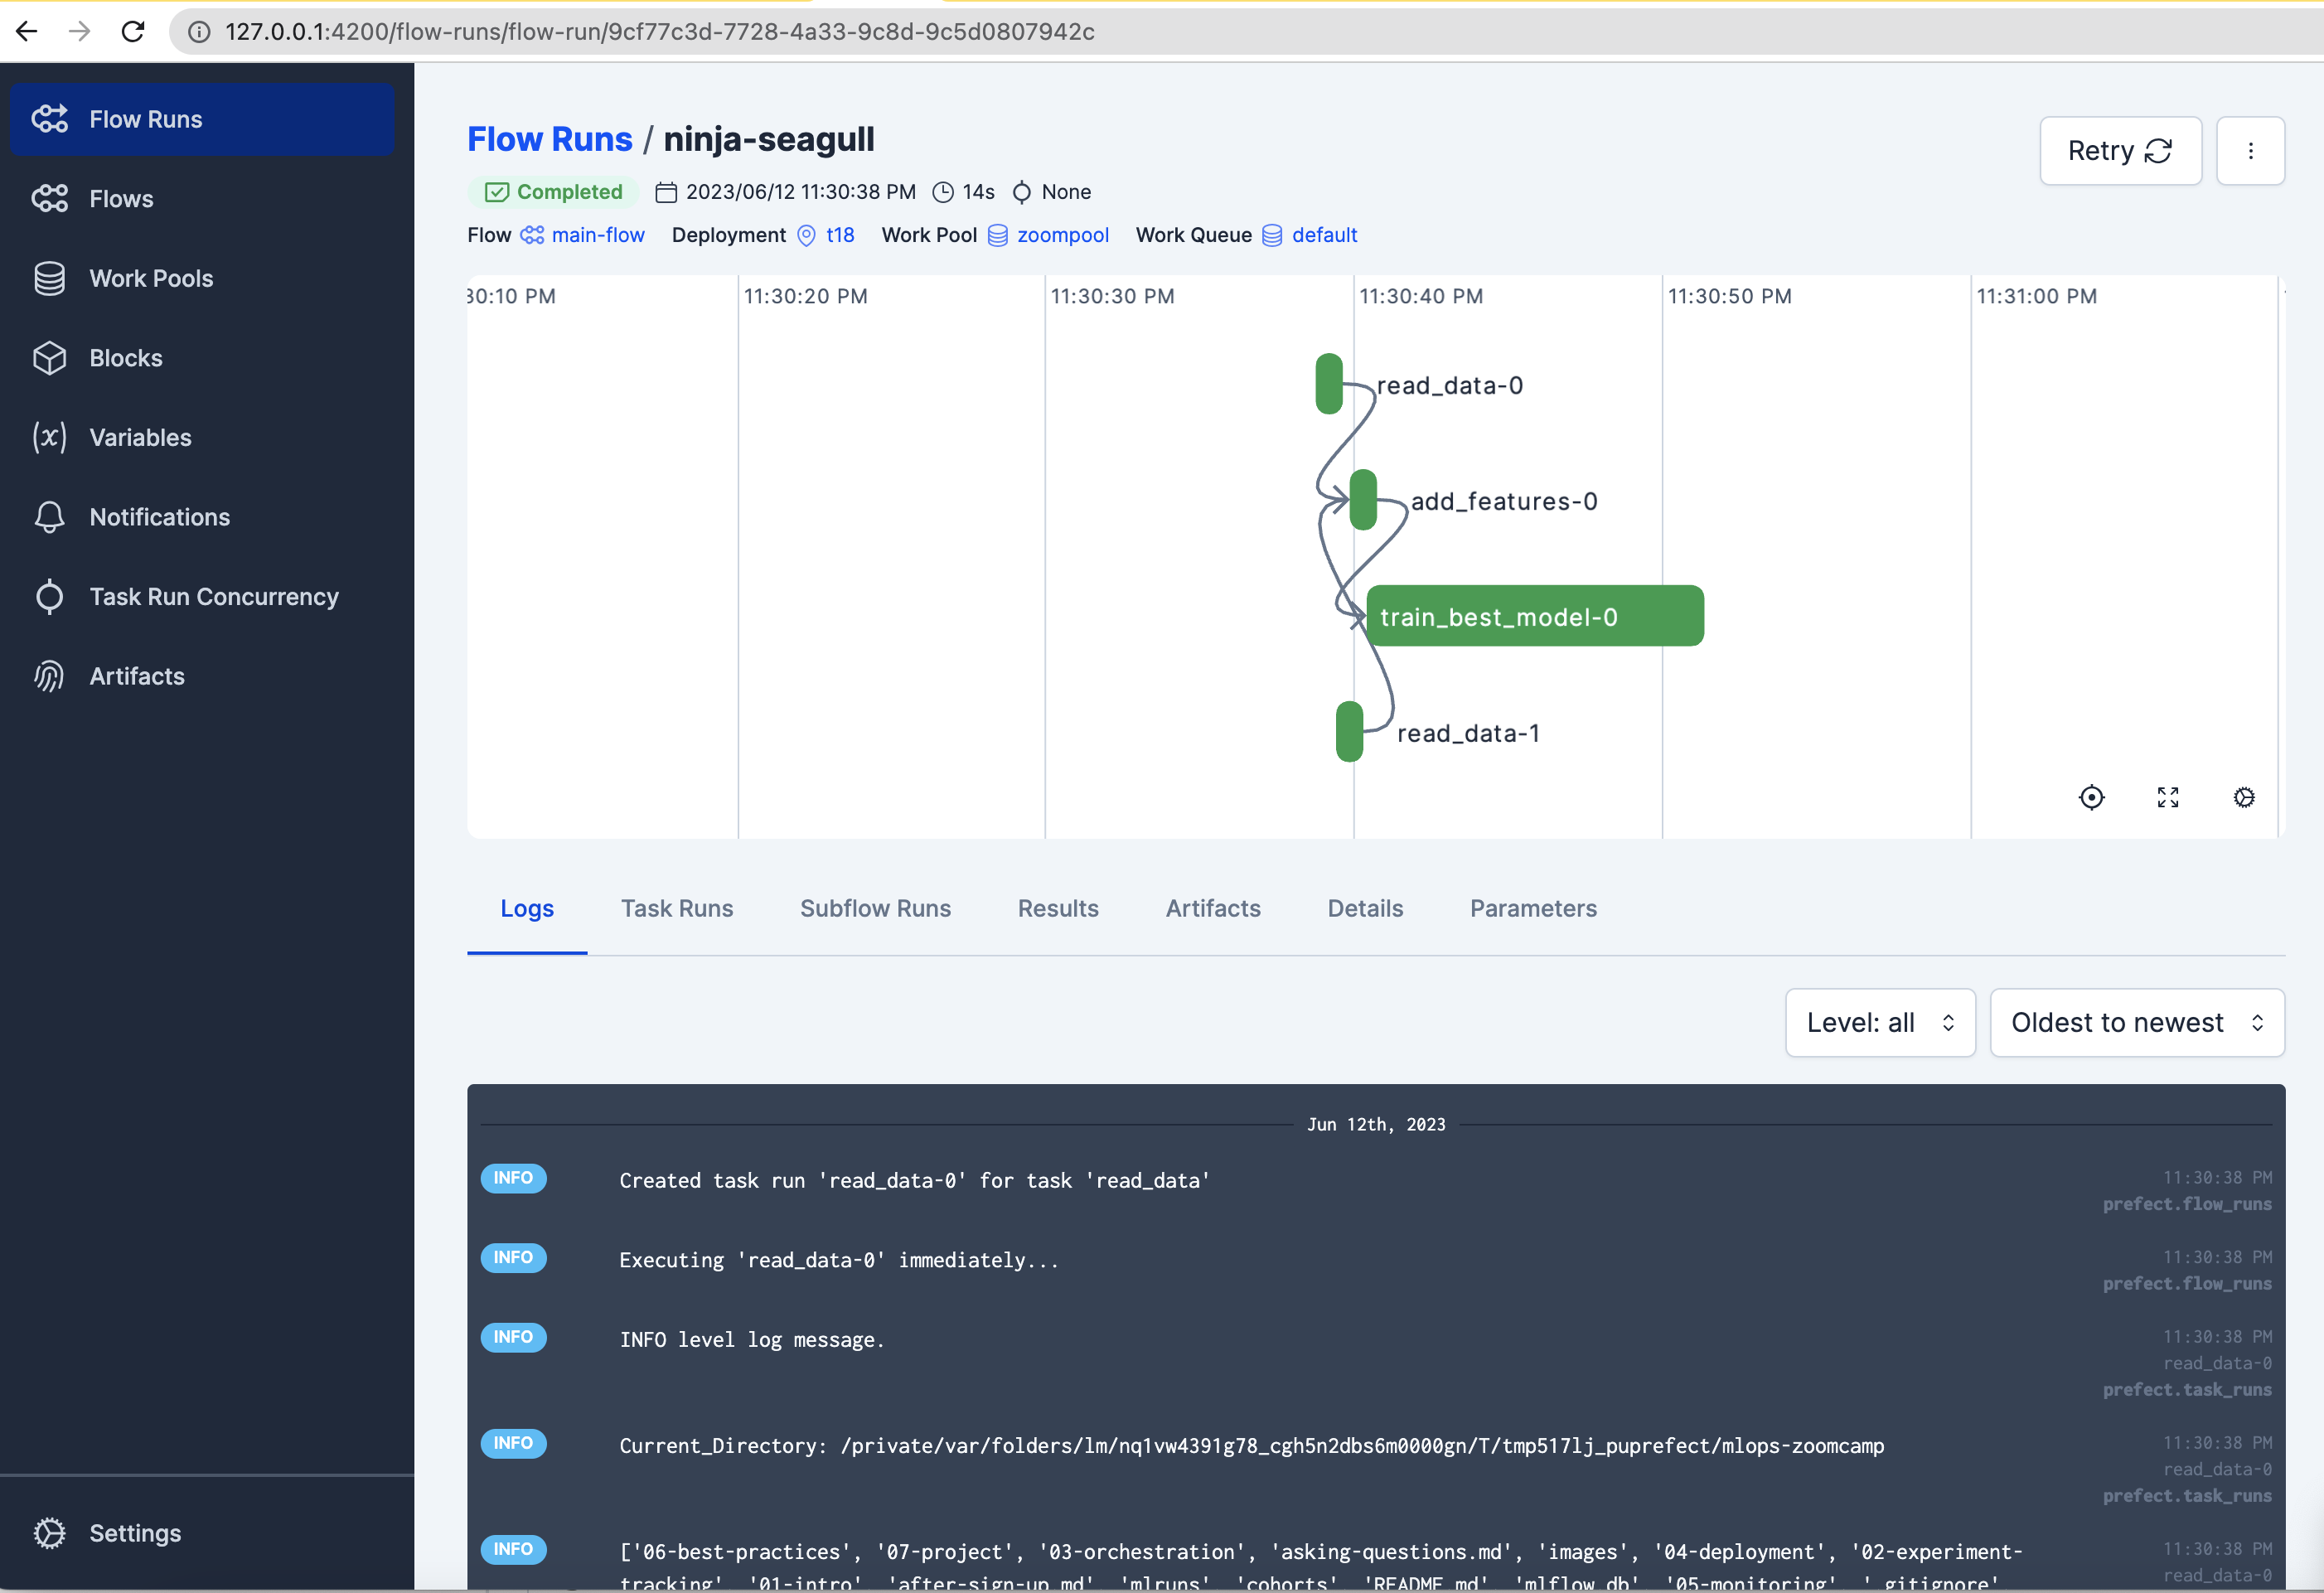 127.0.0.1:4200/flow-runs/flow-run/9cf77c3d-7728-4a33-9c8d-9c5d0807942c
Flow Runs
Flows
Work Pools
Blocks
Variables
Notifications
Task Run Concurrency
Artifacts
Settings
Flow Runs / ninja-seagull
Retry
Completed 2023/06/12 11:30:38 PM 14s None
Flow main-flow Deployment t18 Work Pool zoompool Work Queue default
30:10 PM 11:30:20 PM 11:30:30 PM 11:30:40 PM 11:30:50 PM 11:31:00 PM
read_data-0
add_features-0
train_best_model-0
read_data-1
Logs Task Runs Subflow Runs Results Artifacts Details Parameters
Level: all Oldest to newest
Jun 12th, 2023
INFO Created task run 'read_data-0' for task 'read_data' 11:30:38 PM
prefect.flow_runs
INFO Executing 'read_data-0' immediately... 11:30:38 PM
prefect.flow_runs
INFO INFO level log message. 11:30:38 PM
read_data-0
prefect.task_runs
INFO Current_Directory: /private/var/folders/lm/nq1vw4391g78_cgh5n2dbs6m0000gn/T/tmp517lj_puprefect/mlops-zoomcamp 11:30:38 PM
read_data-0
prefect.task_runs
INFO ['06-best-practices', '07-project', '03-orchestration', 'asking-questions.md', 'images', '04-deployment', '02-experiment- 11:30:38 PM
tracking', '01-intro', 'after-sign-up.md', 'mlruns', 'cohorts', 'README.md', 'mlflow.db', '05-monitoring', '.gitignore', read_data-0